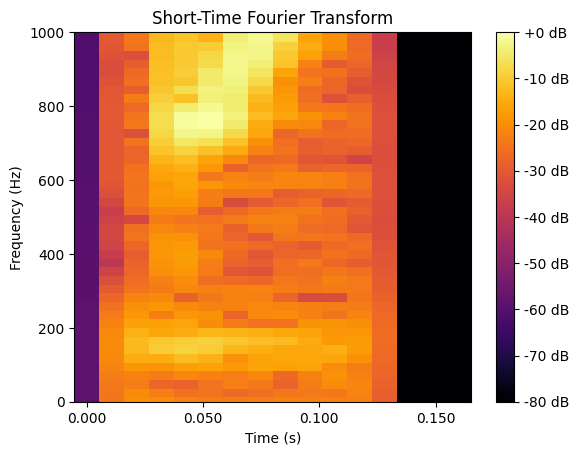 Short-Time Fourier Transform
1000
800
600
400
200
0
Frequency (Hz)
0.000
0.050
0.100
0.150
Time (s)
+0 dB
-10 dB
-20 dB
-30 dB
-40 dB
-50 dB
-60 dB
-70 dB
-80 dB